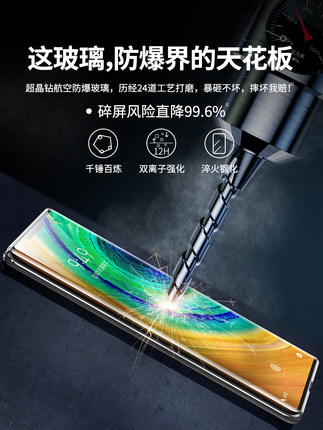 这玻璃,防爆界的天花板
超晶钻航空防爆玻璃，历经24道工艺打磨，暴砸不坏，摔坏我赔！
碎屏风险直降99.6%
12H
千锤百炼 双离子强化 淬火钢化